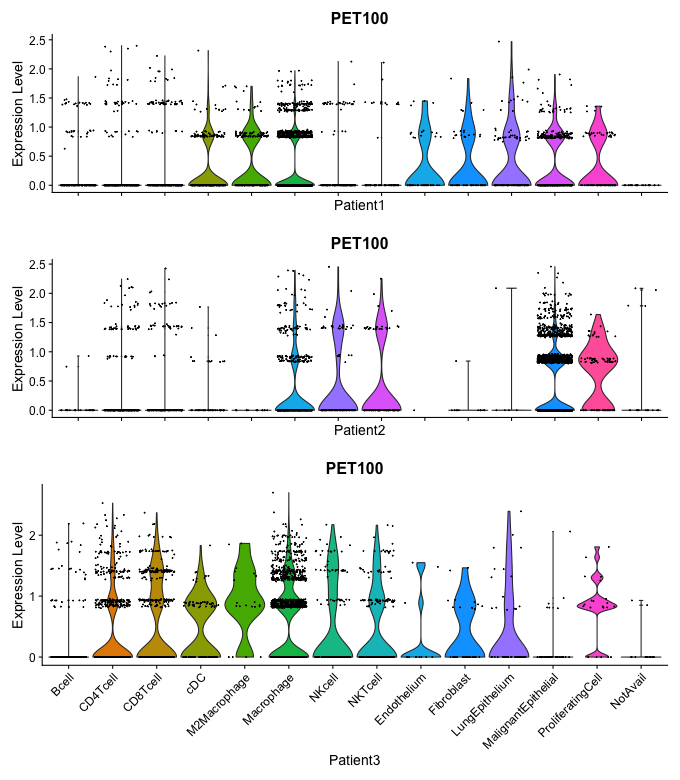 PET100
Expression Level
2.5
2.0
1.5
1.0
0.5
0.0
Patient1
PET100
Expression Level
2.5
2.0
1.5
1.0
0.5
0.0
Patient2
PET100
Expression Level
2
1
0
Bcell
CD4Tcell
CD8Tcell
cDC
M2Macrophage
Macrophage
NKcell
NKTcell
Endothelium
Fibroblast
LungEpithelium
MalignantEpithelial
ProliferatingCell
NotAvail
Patient3